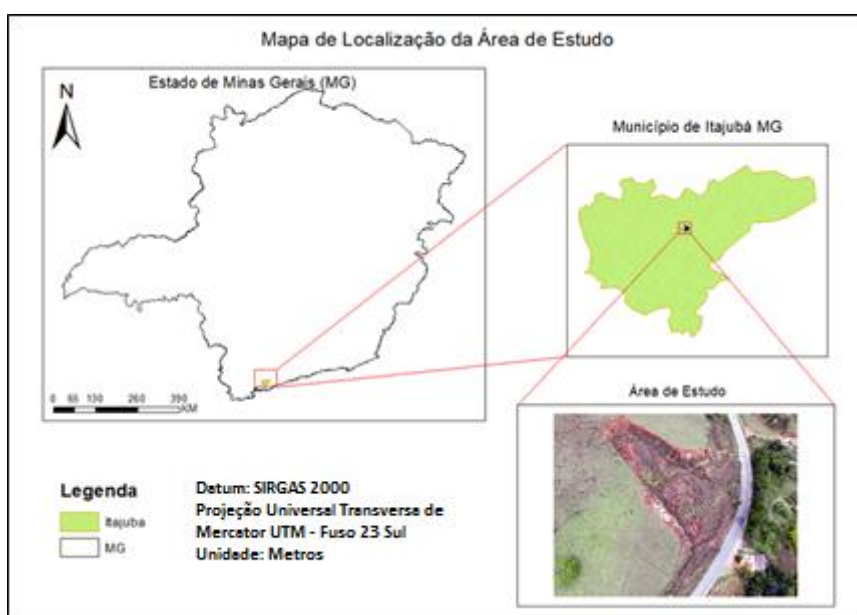 Mapa de Localização da Área de Estudo
Estado de Minas Gerais (MG)
N
Município de Itajubá MG
0 65 130 260 390
KM
Área de Estudo
Legenda
Itajuba
MG
Datum: SIRGAS 2000
Projeção Universal Transversa de
Mercator UTM - Fuso 23 Sul
Unidade: Metros